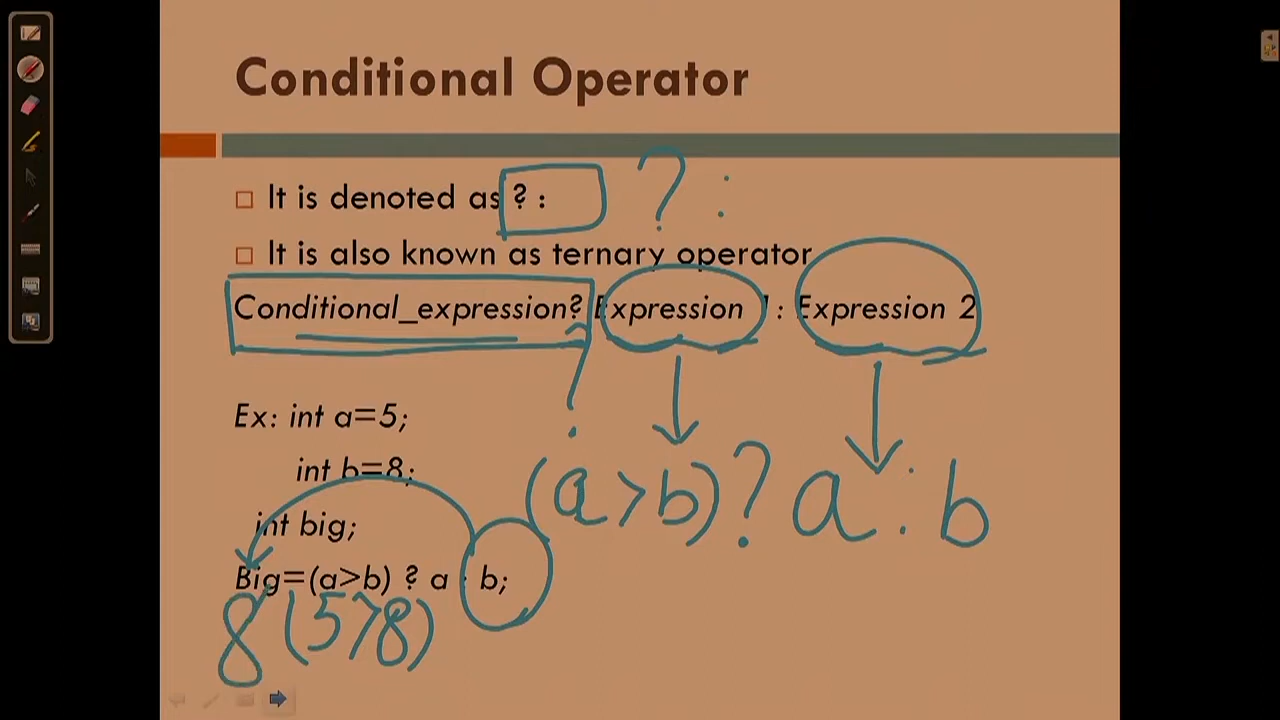 Conditional Operator
It is denoted as ? :
? :
It is also known as ternary operator
Conditional_expression? Expression 1 : Expression 2
?
Ex: int a=5;
int b=8;
(a>b)? a : b
int big;
Big=(a>b) ? a : b;
8 (5>8)